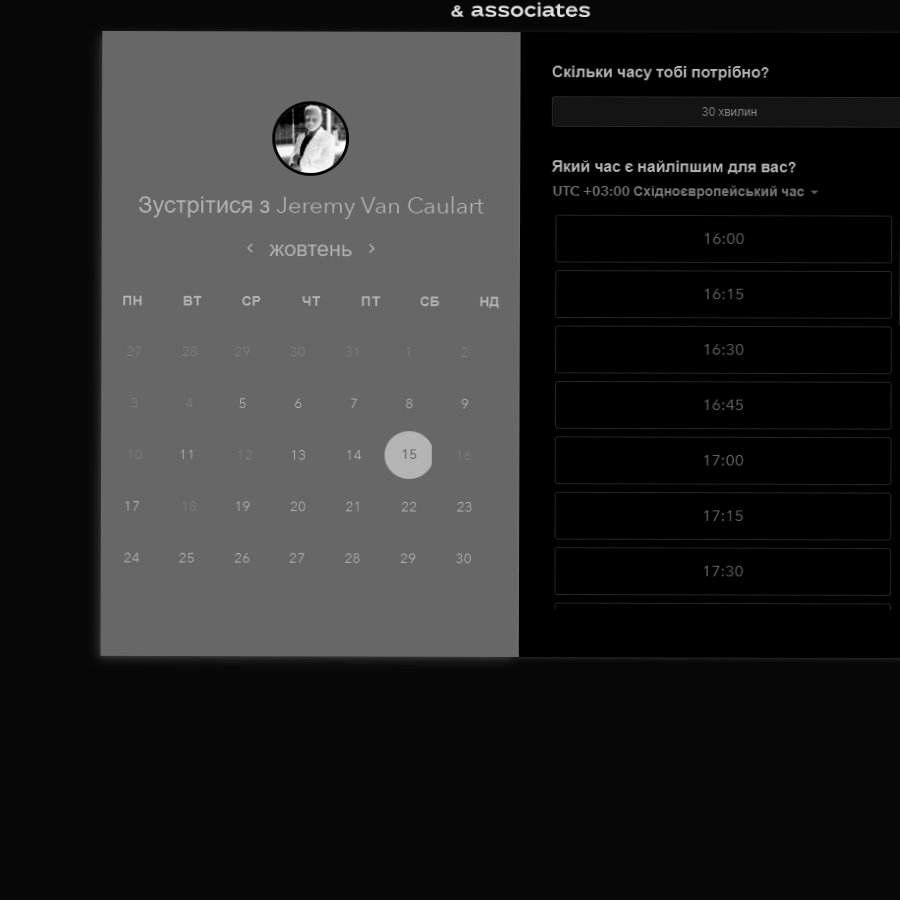 & associates
Зустрітися з Jeremy Van Caulart
жовтень
ПН ВТ СР ЧТ ПТ СБ НД
27 28 29 30 31 1 2
3 4 5 6 7 8 9
10 11 12 13 14 15 16
17 18 19 20 21 22 23
24 25 26 27 28 29 30
Скільки часу тобі потрібно?
30 хвилин
Який час є найліпшим для вас?
UTC +03:00 Східноєвропейський час
16:00
16:15
16:30
16:45
17:00
17:15
17:30